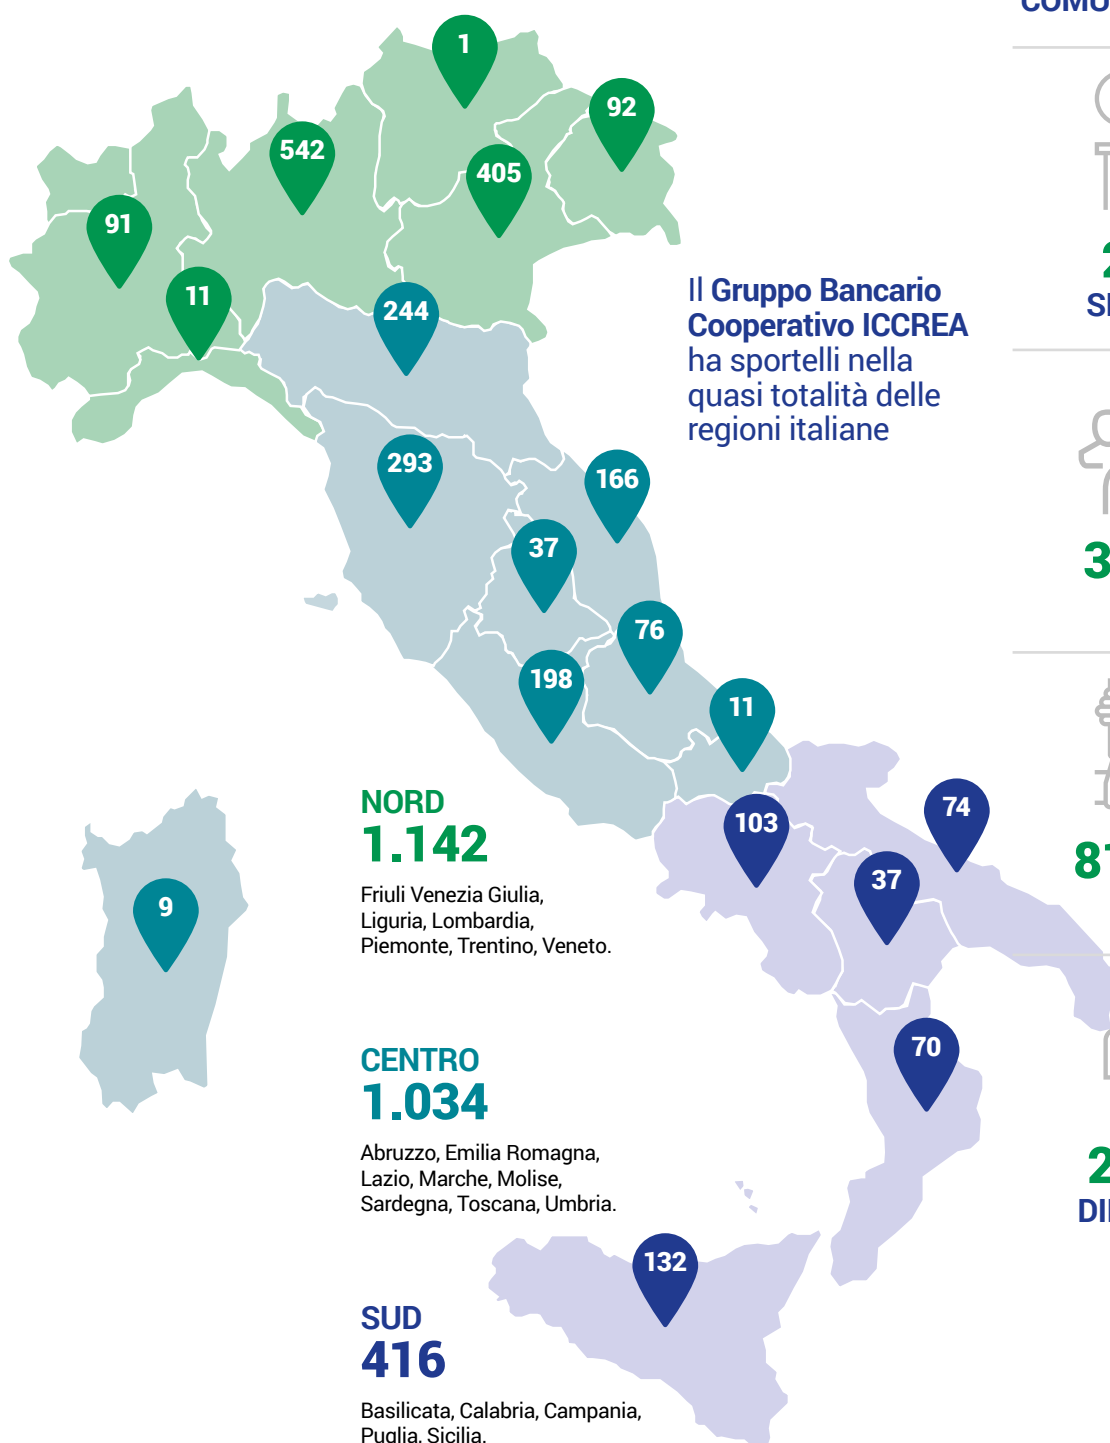 1
92
542
405
91
11
244
Il Gruppo Bancario
Cooperativo ICCREA
ha sportelli nella
quasi totalità delle
regioni italiane
293
166
37
76
198
11
NORD
1.142
Friuli Venezia Giulia,
Liguria, Lombardia,
Piemonte, Trentino, Veneto.
103
74
37
9
70
CENTRO
1.034
Abruzzo, Emilia Romagna,
Lazio, Marche, Molise,
Sardegna, Toscana, Umbria.
132
SUD
416
Basilicata, Calabria, Campania,
Puglia, Sicilia.